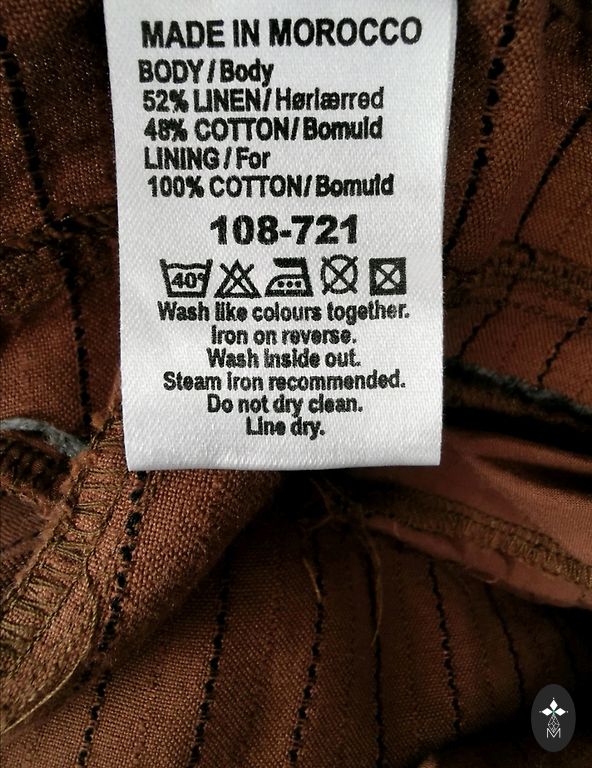 MADE IN MOROCCO
BODY / Body
52% LINEN / Hørlærred
48% COTTON / Bomuld
LINING / For
100% COTTON / Bomuld
108-721
40°
Wash like colours together.
Iron on reverse.
Wash inside out.
Steam iron recommended.
Do not dry clean.
Line dry.
M